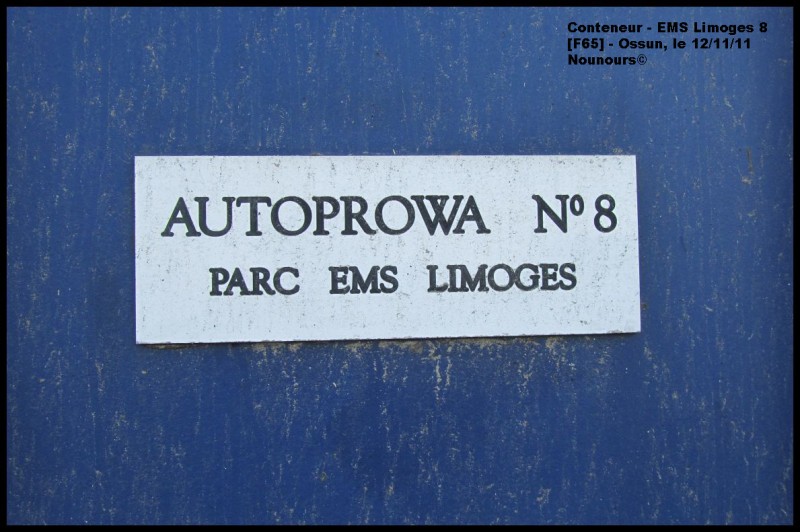 Conteneur - EMS Limoges 8
[F65] - Ossun, le 12/11/11
Nounours©
AUTOPROWA Nº 8
PARC EMS LIMOGES